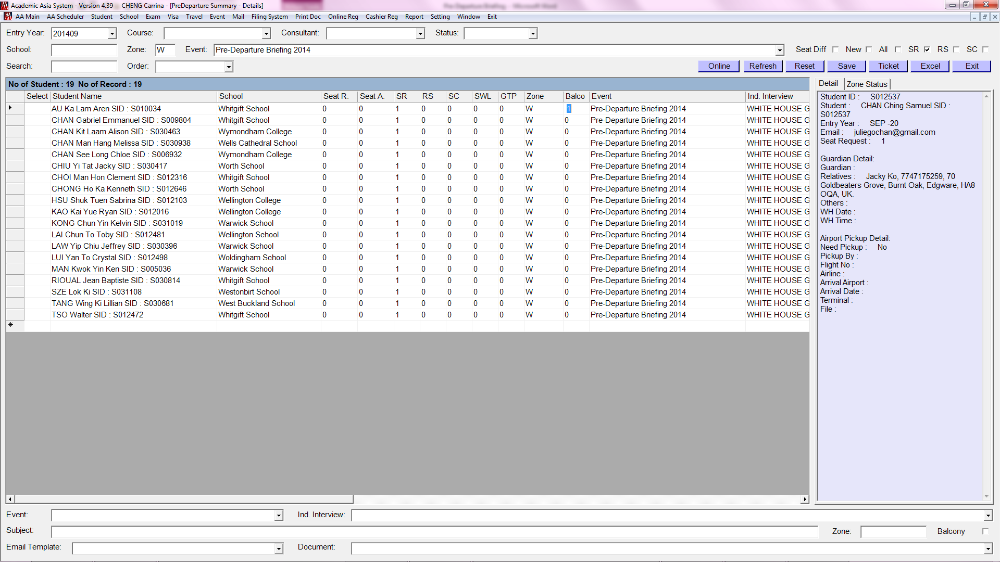 Academic Asia System - Version 4.39 CHENG Carrina - [PreDeparture Summary - Details]
AA Main AA Scheduler Student School Exam Visa Travel Event Mail Filing System Print Doc Online Reg Cashier Reg Report Setting Window Exit
Entry Year: 201409 Course: Consultant: Status:
School: Zone: W Event: Pre-Departure Briefing 2014 Seat Diff New All SR RS SC
Search: Order: Online Refresh Reset Save Ticket Excel Exit
No of Student : 19 No of Record : 19
Select Student Name School Seat R. Seat A. SR RS SC SWL GTP Zone Balco Event Ind. Interview
AU Ka Lam Aren SID : S010034 Whitgift School 0 0 1 0 0 0 0 W 1 Pre-Departure Briefing 2014 WHITE HOUSE G
CHAN Gabriel Emmanuel SID : S009804 Whitgift School 0 0 1 0 0 0 0 W 0 Pre-Departure Briefing 2014 WHITE HOUSE G
CHAN Kit Laam Alison SID : S030463 Wymondham College 0 0 1 0 0 0 0 W 0 Pre-Departure Briefing 2014 WHITE HOUSE G
CHAN Man Hang Melissa SID : S030938 Wells Cathedral School 0 0 1 0 0 0 0 W 0 Pre-Departure Briefing 2014 WHITE HOUSE G
CHAN See Long Chloe SID : S006932 Wymondham College 0 0 1 0 0 0 0 W 0 Pre-Departure Briefing 2014 WHITE HOUSE G
CHIU Yi Tat Jacky SID : S030417 Worth School 0 0 1 0 0 0 0 W 0 Pre-Departure Briefing 2014 WHITE HOUSE G
CHOI Man Hon Clement SID : S012316 Whitgift School 0 0 1 0 0 0 0 W 0 Pre-Departure Briefing 2014 WHITE HOUSE G
CHONG Ho Ka Kenneth SID : S012646 Worth School 0 0 1 0 0 0 0 W 0 Pre-Departure Briefing 2014 WHITE HOUSE G
HSU Shuk Tuen Sabrina SID : S012103 Wellington College 0 0 1 0 0 0 0 W 0 Pre-Departure Briefing 2014 WHITE HOUSE G
KAO Kai Yue Ryan SID : S012016 Wellington College 0 0 1 0 0 0 0 W 0 Pre-Departure Briefing 2014 WHITE HOUSE G
KONG Chun Yin Kelvin SID : S031019 Warwick School 0 0 1 0 0 0 0 W 0 Pre-Departure Briefing 2014 WHITE HOUSE G
LAI Chun To Toby SID : S012481 Wellington School 0 0 1 0 0 0 0 W 0 Pre-Departure Briefing 2014 WHITE HOUSE G
LAW Yip Chiu Jeffrey SID : S030396 Warwick School 0 0 1 0 0 0 0 W 0 Pre-Departure Briefing 2014 WHITE HOUSE G
LUI Yan To Crystal SID : S012498 Woldingham School 0 0 1 0 0 0 0 W 0 Pre-Departure Briefing 2014 WHITE HOUSE G
MAN Kwok Yin Ken SID : S005036 Warwick School 0 0 1 0 0 0 0 W 0 Pre-Departure Briefing 2014 WHITE HOUSE G
RIOUAL Jean Baptiste SID : S030814 Whitgift School 0 0 1 0 0 0 0 W 0 Pre-Departure Briefing 2014 WHITE HOUSE G
SZE Lok Ki SID : S031108 Westonbirt School 0 0 1 0 0 0 0 W 0 Pre-Departure Briefing 2014 WHITE HOUSE G
TANG Wing Ki Lillian SID : S030681 West Buckland School 0 0 1 0 0 0 0 W 0 Pre-Departure Briefing 2014 WHITE HOUSE G
TSO Walter SID : S012472 Whitgift School 0 0 1 0 0 0 0 W 0 Pre-Departure Briefing 2014 WHITE HOUSE G
Detail Zone Status
Student ID : S012537
Student : CHAN Ching Samuel SID :
S012537
Entry Year : SEP -20
Email : juliegochan@gmail.com
Seat Request : 1
Guardian Detail:
Guardian :
Relatives : Jacky Ko, 7747175259, 70
Goldbeaters Grove, Burnt Oak, Edgware, HA8
OQA, UK.
Others :
WH Date :
WH Time :
Airport Pickup Detail:
Need Pickup : No
Pickup By :
Flight No :
Airline :
Arrival Airport :
Arrival Date :
Terminal :
File :
Event: Ind. Interview:
Subject: Zone: Balcony
Email Template: Document: